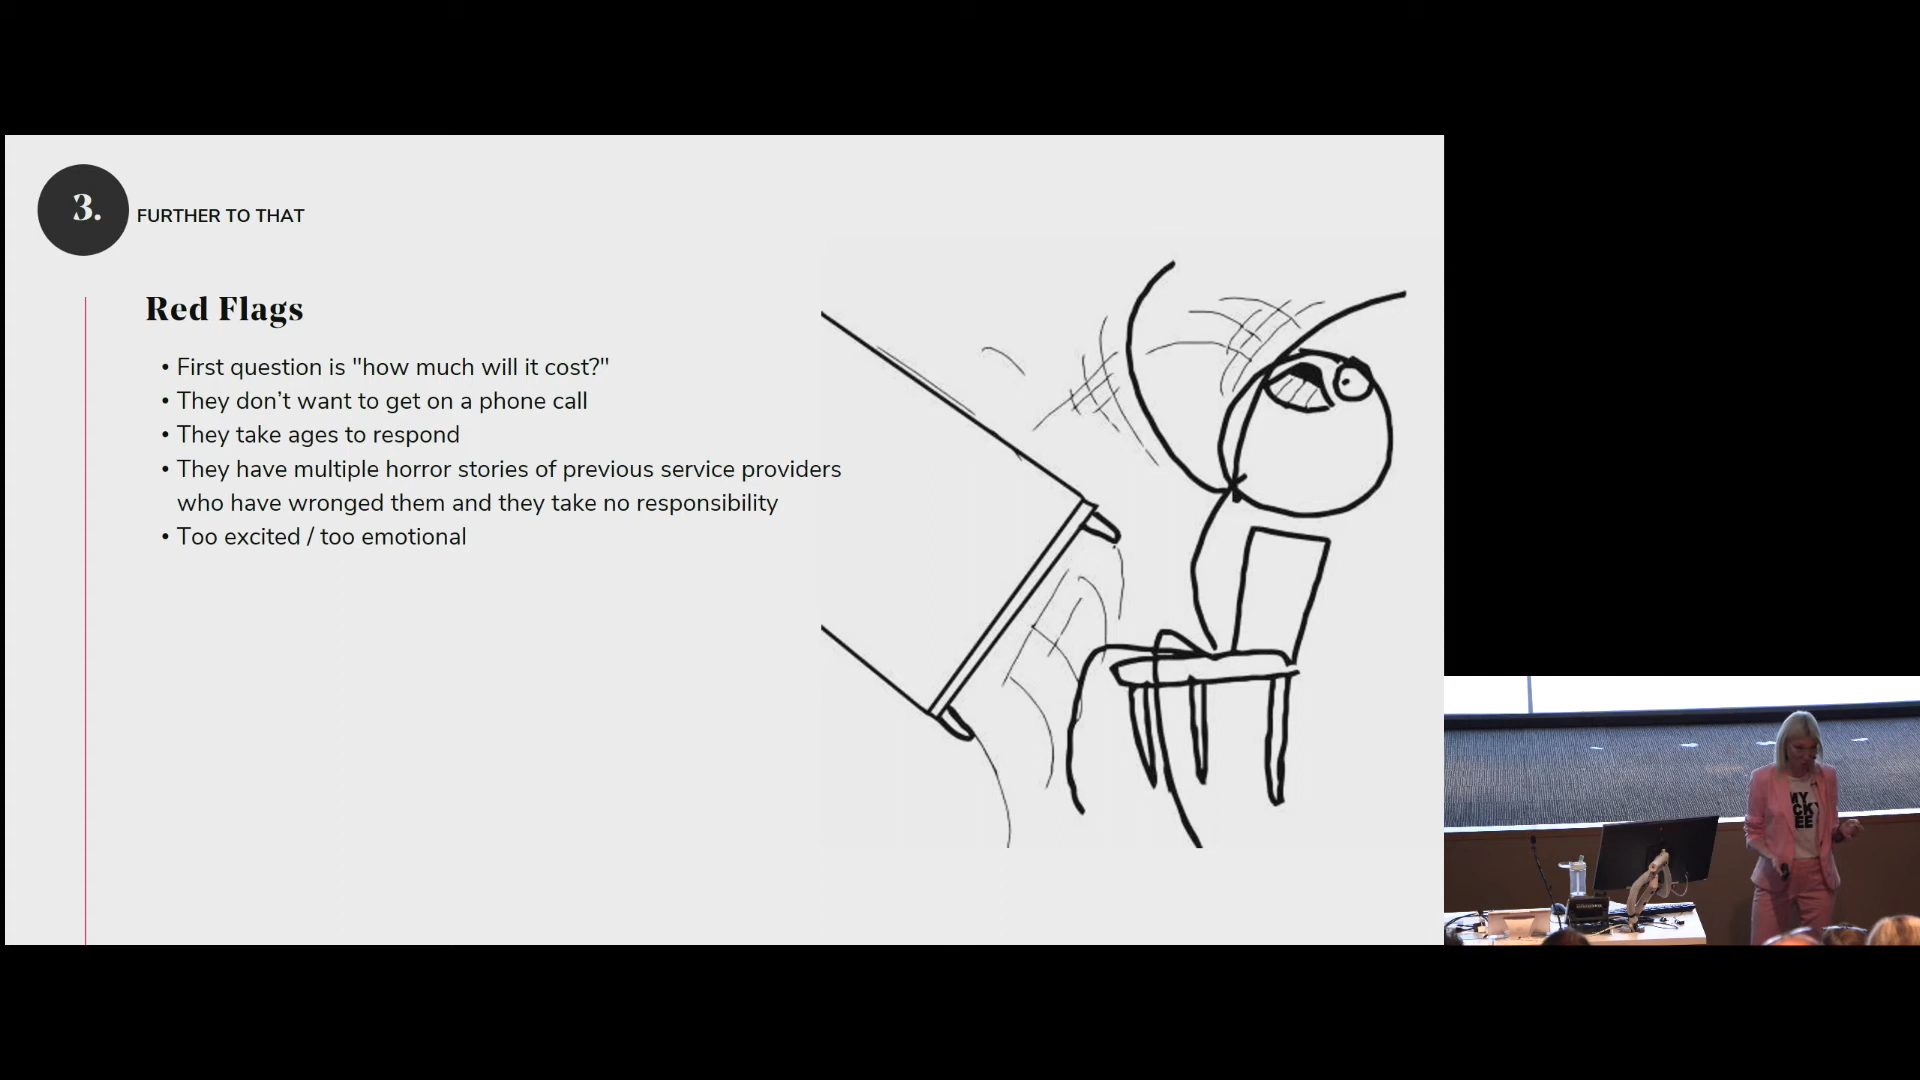 3.
FURTHER TO THAT
Red Flags
• First question is "how much will it cost?"
• They don’t want to get on a phone call
• They take ages to respond
• They have multiple horror stories of previous service providers
who have wronged them and they take no responsibility
• Too excited / too emotional